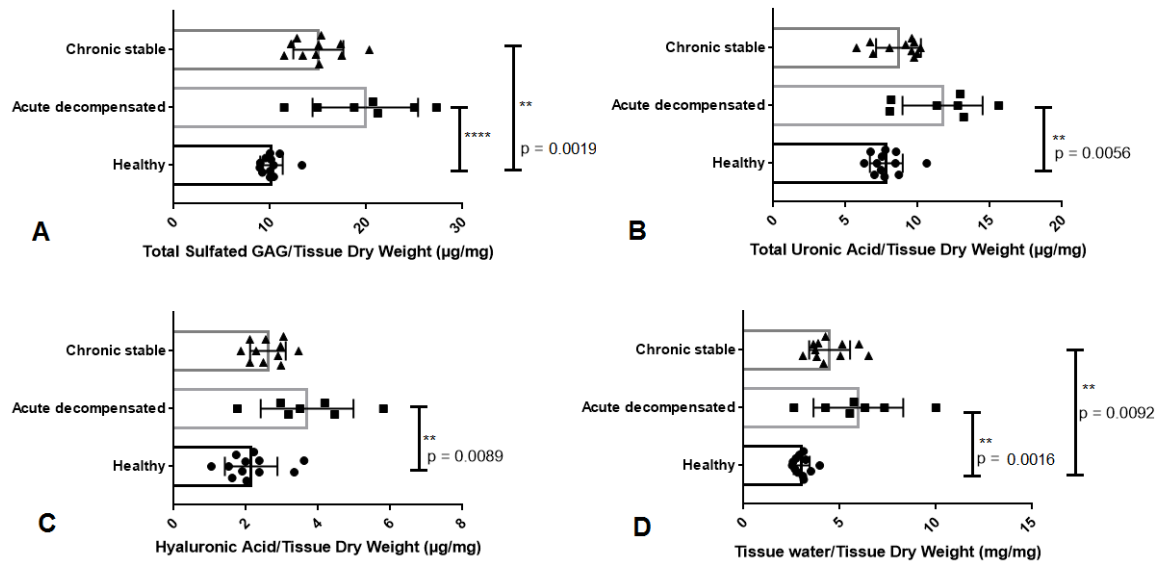 Chronic stable
Acute decompensated
Healthy
**
p = 0.0019
****
0
10
20
30
A
Total Sulfated GAG/Tissue Dry Weight (µg/mg)
Chronic stable
Acute decompensated
Healthy
**
p = 0.0056
0
5
10
15
20
B
Total Uronic Acid/Tissue Dry Weight (µg/mg)
Chronic stable
Acute decompensated
Healthy
**
p = 0.0089
0
2
4
6
8
C
Hyaluronic Acid/Tissue Dry Weight (µg/mg)
Chronic stable
Acute decompensated
Healthy
**
p = 0.0092
**
p = 0.0016
0
5
10
15
D
Tissue water/Tissue Dry Weight (mg/mg)